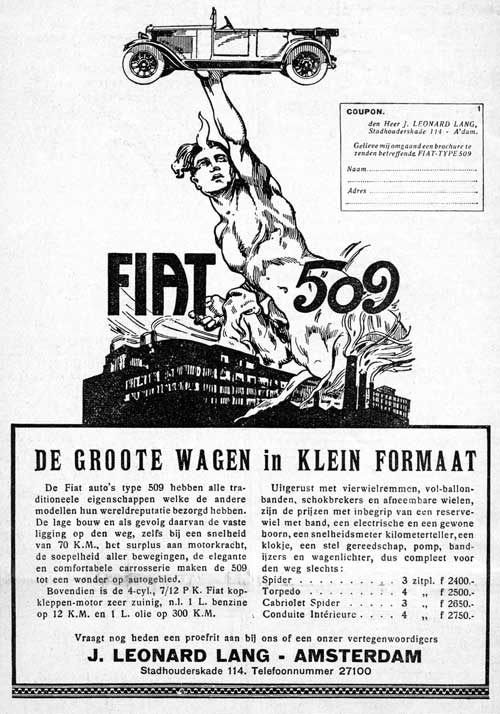 COUPON. 1
den Heer J. LEONARD LANG,
Stadhouderskade 114 - A'dam.
Gelieve mij omgaand een brochure te
zenden betreffende FIAT-TYPE 509
Naam
Adres
FIAT 509
DE GROOTE WAGEN in KLEIN FORMAAT
De Fiat auto's type 509 hebben alle tra-
ditioneele eigenschappen welke de andere
modellen hun wereldreputatie bezorgd hebben.
De lage bouw en als gevolg daarvan de vaste
ligging op den weg, zelfs bij een snelheid
van 70 K.M., het surplus aan motorkracht,
de soepelheid aller bewegingen, de elegante
en comfortabele carrosserie maken de 509
tot een wonder op autogebied.
Bovendien is de 4-cyl., 7/12 P.K. Fiat kop-
kleppen-motor zeer zuinig, n.l. 1 L. benzine
op 12 K.M. en 1 L. olie op 300 K.M.
Uitgerust met vierwielremmen, vol-ballon-
banden, schokbrekers en afneembare wielen,
zijn de prijzen met inbegrip van een reserve-
wiel met band, een electrische en een gewone
hoorn, een snelheidsmeter kilometerteller, een
klokje, een stel gereedschap, pomp, band-
ijzers en wagenlichter, dus compleet voor
den weg slechts:
Spider . . . . . . . . . 3 zitpl. f 2400.-
Torpedo . . . . . . . . 4 „ f 2500.-
Cabriolet Spider . . . . . 3 „ f 2650.-
Conduite Intérieure . . . . 4 „ f 2750.-
Vraagt nog heden een proefrit aan bij ons of een onzer vertegenwoordigers
J. LEONARD LANG - AMSTERDAM
Stadhouderskade 114. Telefoonnummer 27100